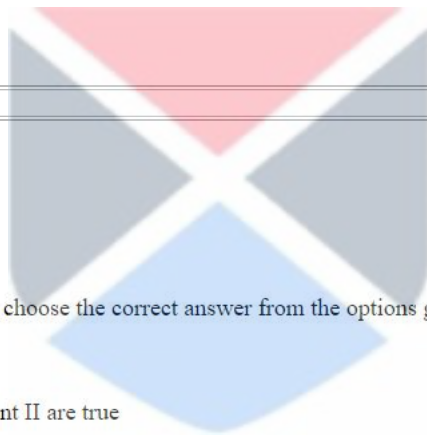 choose the correct answer from the options
nt II are true